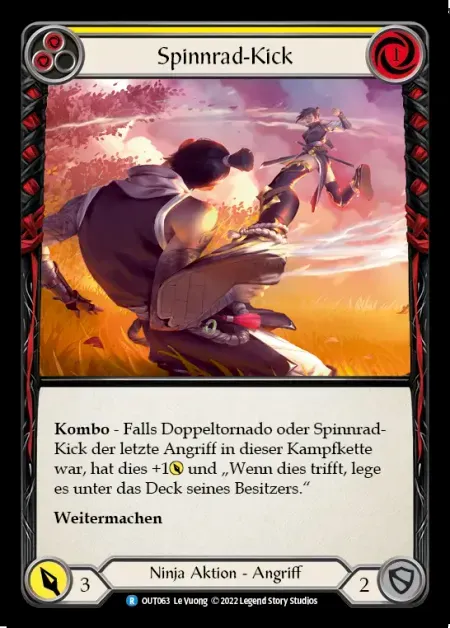 Spinnrad-Kick
1
Kombo - Falls Doppeltornado oder Spinnrad-
Kick der letzte Angriff in dieser Kampfkette
war, hat dies +1 und „Wenn dies trifft, lege
es unter das Deck seines Besitzers.“
Weitermachen
3
Ninja Aktion - Angriff
2
R OUT063 Le Vuong © 2022 Legend Story Studios